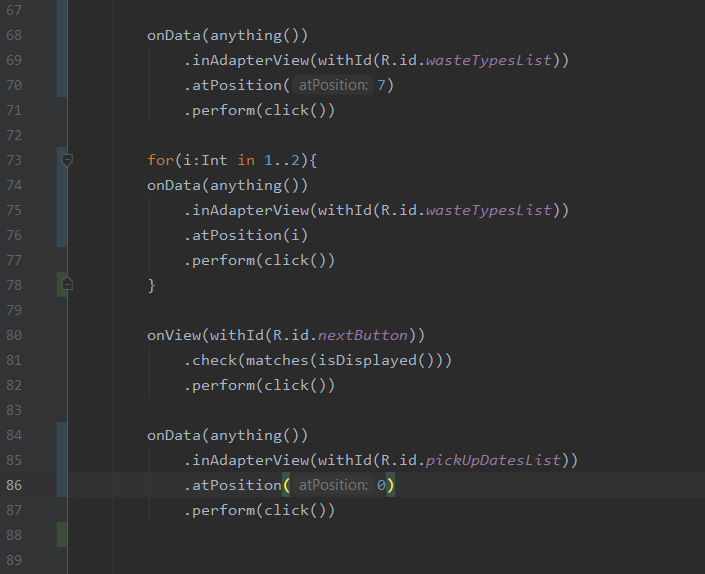 67
68 onData(anything())
69 .inAdapterView(withId(R.id.wasteTypesList))
70 .atPosition( atPosition: 7)
71 .perform(click())
72
73 for(i:Int in 1..2){
74 onData(anything())
75 .inAdapterView(withId(R.id.wasteTypesList))
76 .atPosition(i)
77 .perform(click())
78 }
79
80 onView(withId(R.id.nextButton))
81 .check(matches(isDisplayed()))
82 .perform(click())
83
84 onData(anything())
85 .inAdapterView(withId(R.id.pickUpDatesList))
86 .atPosition( atPosition: 0)
87 .perform(click())
88
89